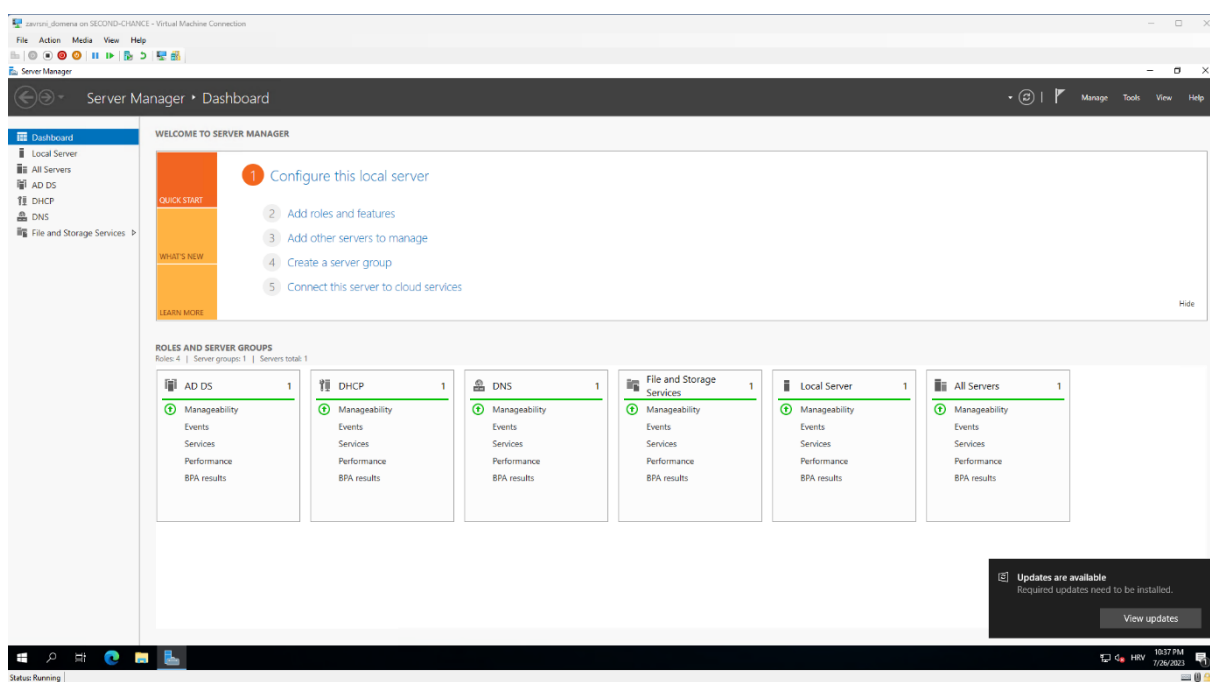 zavrsni_domena on SECOND-CHANCE - Virtual Machine Connection
File Action Media View Help
Server Manager
Server Manager • Dashboard
Manage Tools View Help
Dashboard
Local Server
All Servers
AD DS
DHCP
DNS
File and Storage Services
WELCOME TO SERVER MANAGER
QUICK START
WHAT'S NEW
LEARN MORE
1 Configure this local server
2 Add roles and features
3 Add other servers to manage
4 Create a server group
5 Connect this server to cloud services
Hide
ROLES AND SERVER GROUPS
Roles: 4 | Server groups: 1 | Servers total: 1
AD DS 1
Manageability
Events
Services
Performance
BPA results
DHCP 1
Manageability
Events
Services
Performance
BPA results
DNS 1
Manageability
Events
Services
Performance
BPA results
File and Storage
Services 1
Manageability
Events
Services
Performance
BPA results
Local Server 1
Manageability
Events
Services
Performance
BPA results
All Servers 1
Manageability
Events
Services
Performance
BPA results
Updates are available
Required updates need to be installed.
View updates
HRV
10:37 PM
7/26/2023
Status: Running